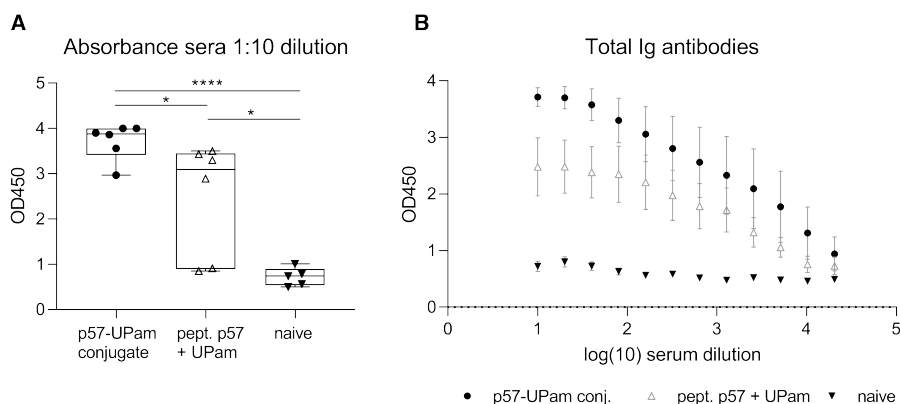 A
Absorbance sera 1:10 dilution
5
4
3
2
1
0
OD450
****
*
*
p57-UPam
conjugate
pept. p57
+ UPam
naive
B
Total Ig antibodies
4
3
2
1
0
OD450
0
1
2
3
4
5
log(10) serum dilution
p57-UPam conj.
pept. p57 + UPam
naive